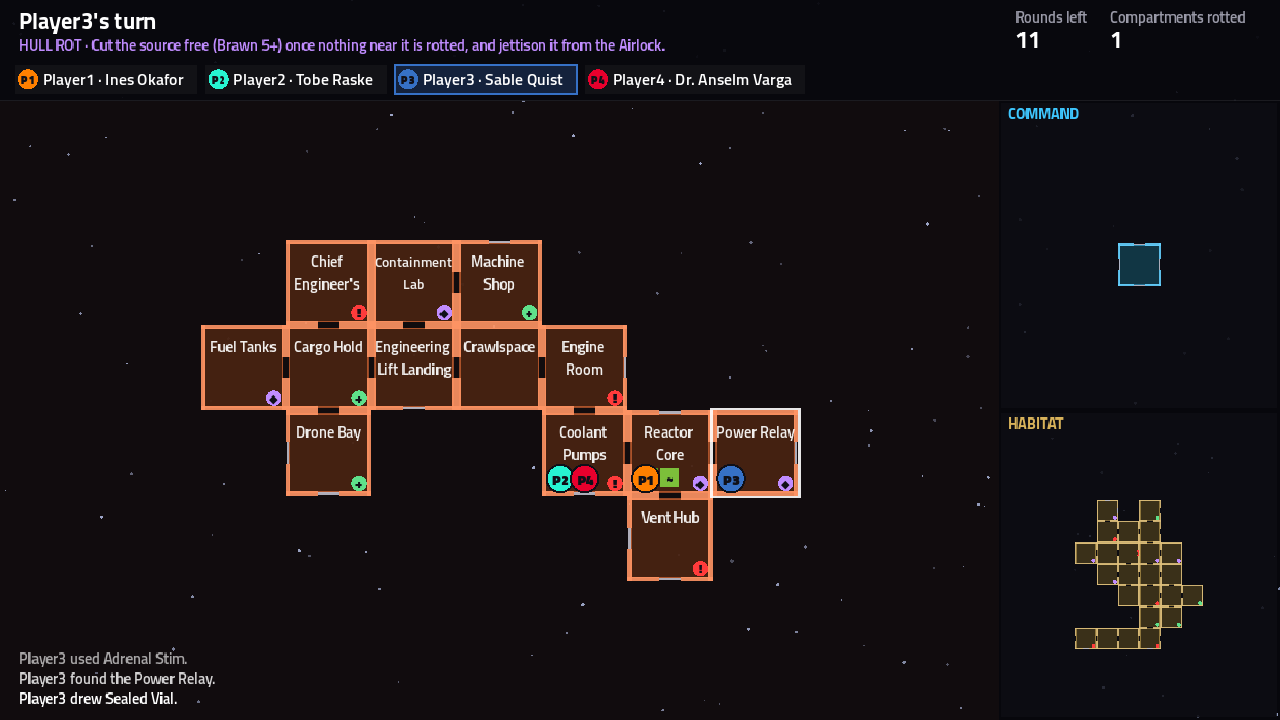 Player3's turn
HULL ROT · Cut the source free (Brawn 5+) once nothing near it is rotted, and jettison it from the Airlock.
Rounds left
11
Compartments rotted
1
P1 Player1 · Ines Okafor
P2 Player2 · Tobe Raske
P3 Player3 · Sable Quist
P4 Player4 · Dr. Anselm Varga
COMMAND
HABITAT
Chief
Engineer's
Containment
Lab
Machine
Shop
Fuel Tanks
Cargo Hold
Engineering
Lift Landing
Crawlspace
Engine
Room
Drone Bay
Coolant
Pumps
P2
P4
Reactor
Core
P1 ~
Power Relay
P3
Vent Hub
Player3 used Adrenal Stim.
Player3 found the Power Relay.
Player3 drew Sealed Vial.